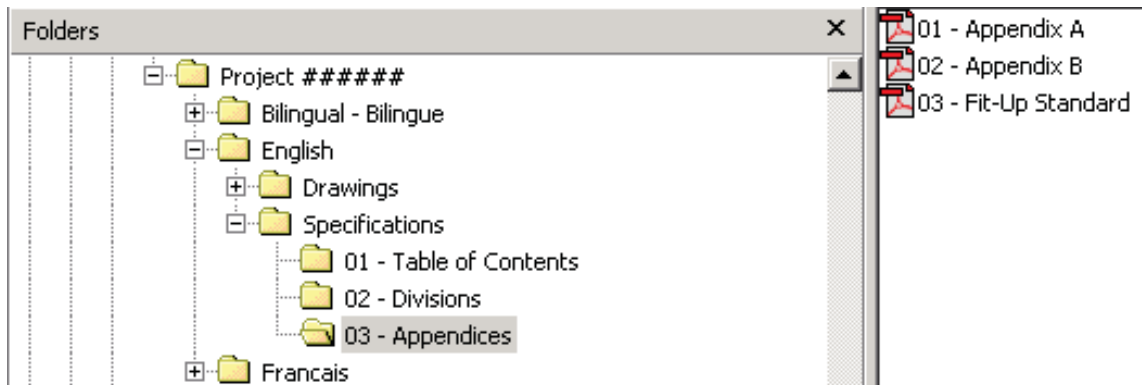 Folders
Project ######
Bilingual - Bilingue
English
Drawings
Specifications
01 - Table of Contents
02 - Divisions
03 - Appendices
Francais
01 - Appendix A
02 - Appendix B
03 - Fit-Up Standard